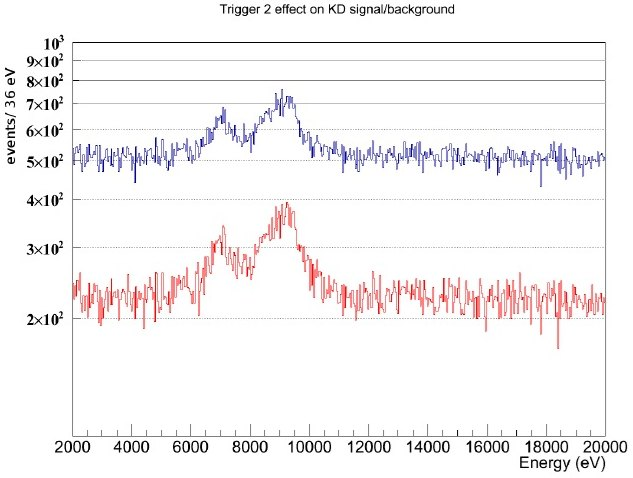 Trigger 2 effect on KD signal/background
events/ 36 eV
10³
9×10²
8×10²
7×10²
6×10²
5×10²
4×10²
3×10²
2×10²
2000 4000 6000 8000 10000 12000 14000 16000 18000 20000
Energy (eV)